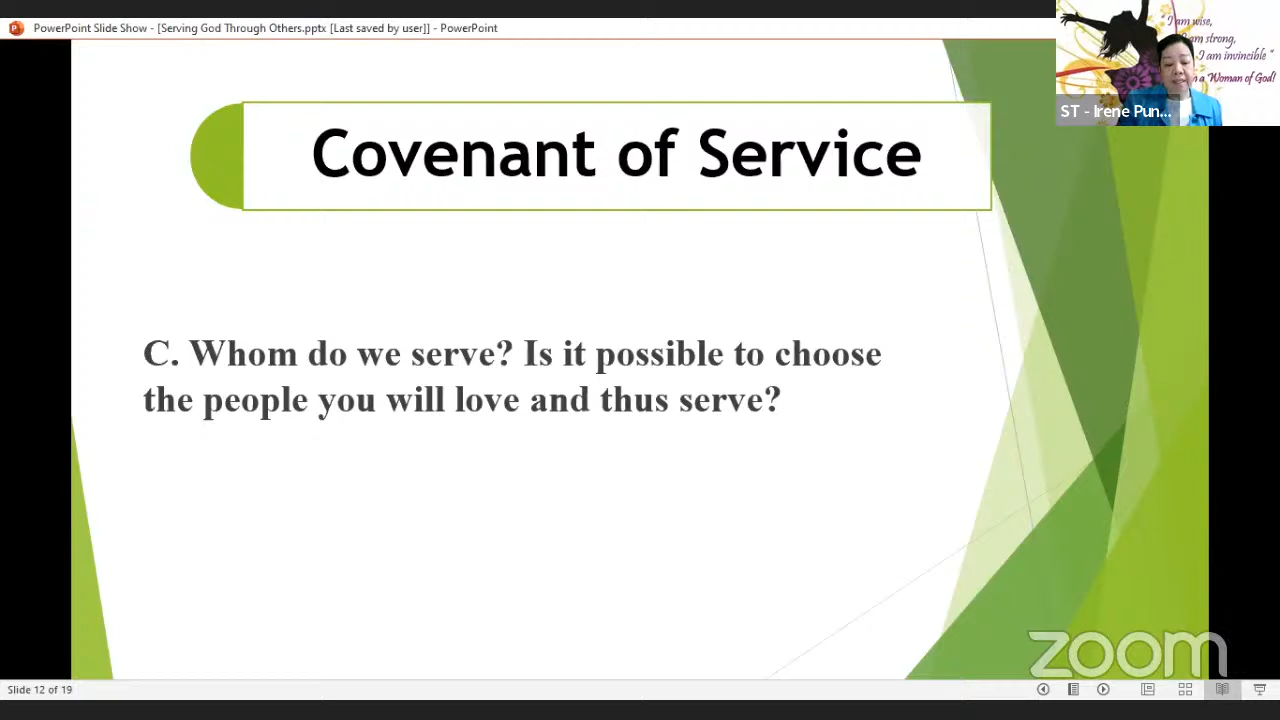 PowerPoint Slide Show - [Serving God Through Others.pptx [Last saved by user]] - PowerPoint
"I am wise,
am strong,
I am invincible"
a Woman of God!
ST - Irene Pun...
Covenant of Service
C. Whom do we serve? Is it possible to choose
the people you will love and thus serve?
zoom
Slide 12 of 19